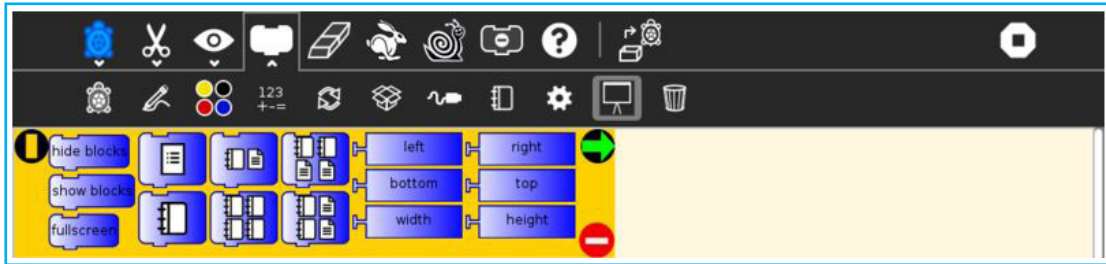 ?
123
+-=
hide blocks left right
show blocks bottom top
fullscreen width height